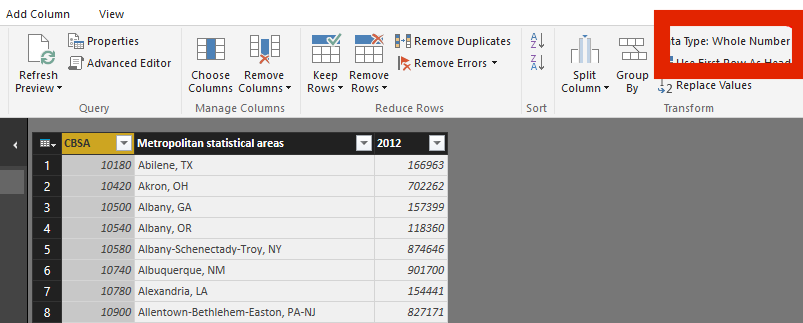 Add Column View
Properties
Advanced Editor
Refresh
Preview
Query
Choose
Columns
Remove
Columns
Manage Columns
Keep
Rows
Remove
Rows
Remove Duplicates
Remove Errors
Reduce Rows
A
Z
Z
A
Sort
Split
Column
Group
By
ta Type: Whole Number
Use First Row As Head
1
2
Replace Values
Transform
CBSA Metropolitan statistical areas 2012
1 10180 Abilene, TX 166963
2 10420 Akron, OH 702262
3 10500 Albany, GA 157399
4 10540 Albany, OR 118360
5 10580 Albany-Schenectady-Troy, NY 874646
6 10740 Albuquerque, NM 901700
7 10780 Alexandria, LA 154441
8 10900 Allentown-Bethlehem-Easton, PA-NJ 827171